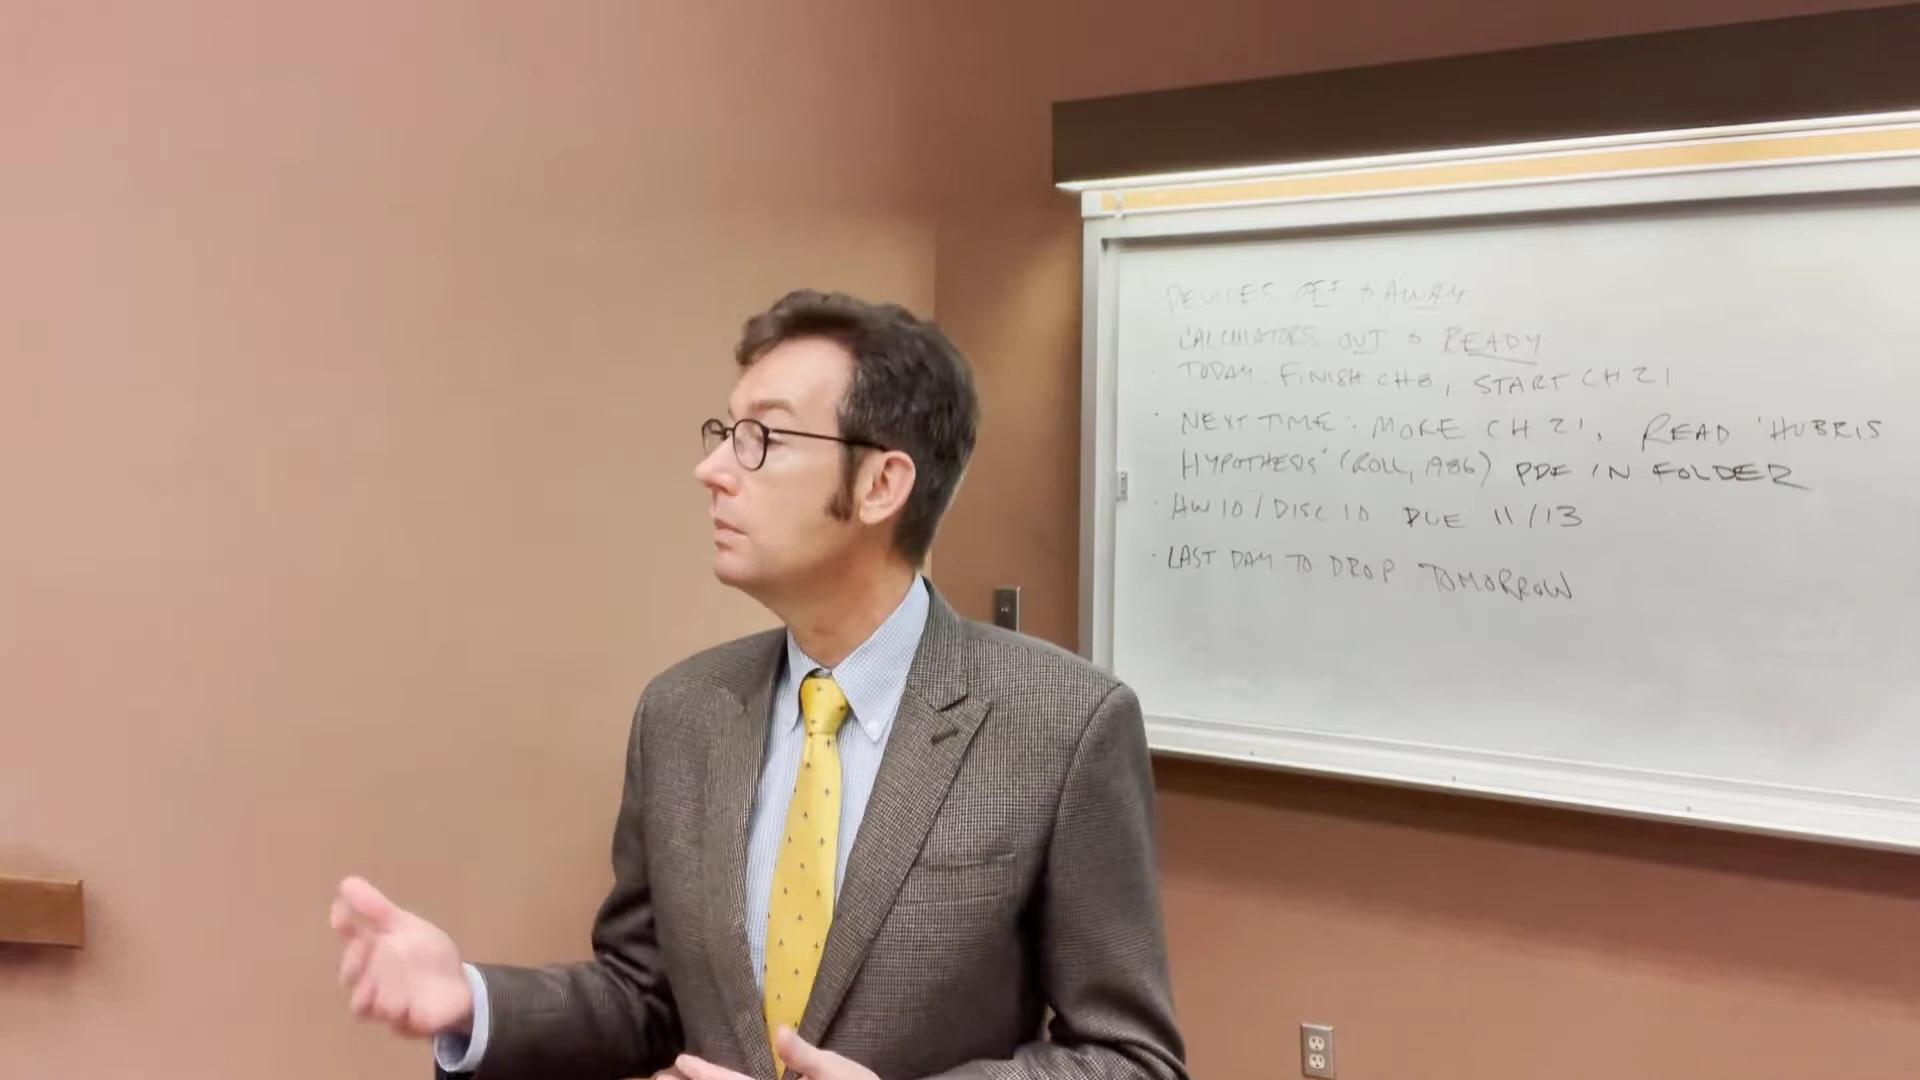 DEVICES OFF & AWAY
CALCULATORS OUT & READY
· TODAY: FINISH CH 8, START CH 21
· NEXT TIME: MORE CH 21, READ 'HUBRIS
HYPOTHESIS' (ROLL, 1986) PDF IN FOLDER
· HW 10 / DISC 10 DUE 11/13
· LAST DAY TO DROP TOMORROW